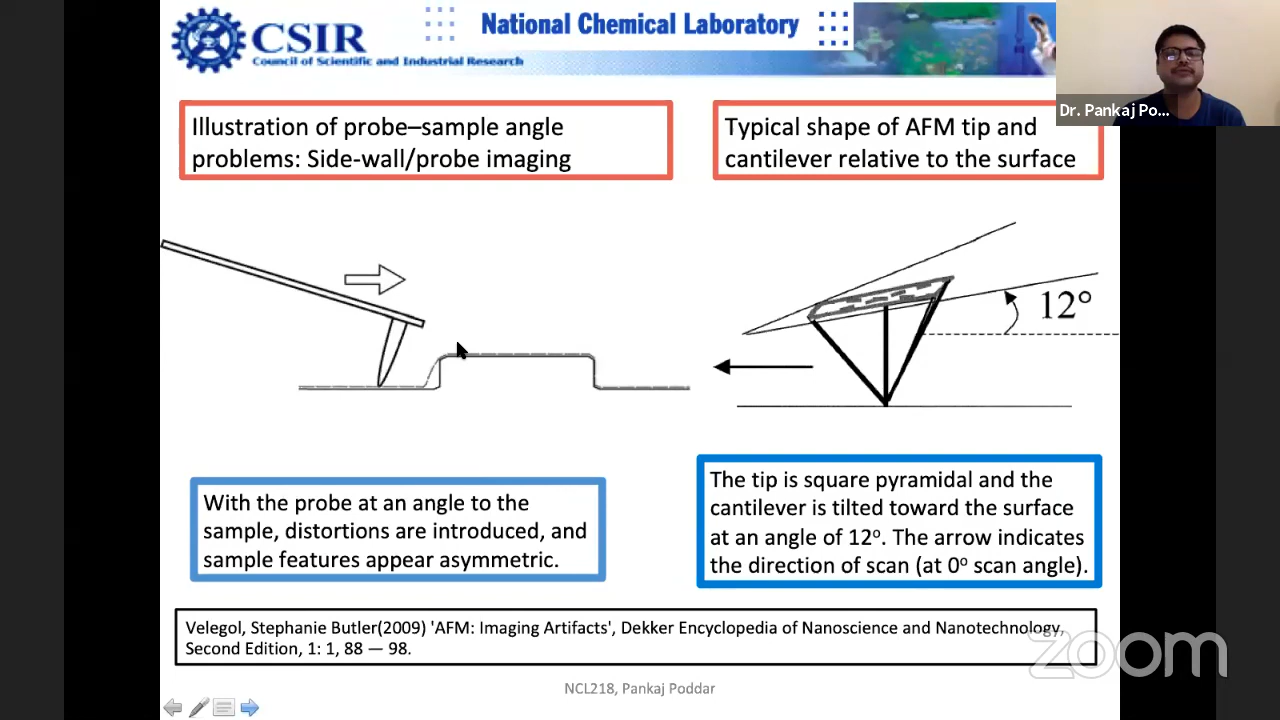 CSIR
Council of Scientific and Industrial Research
National Chemical Laboratory
Dr. Pankaj Po...
Illustration of probe–sample angle
problems: Side-wall/probe imaging
Typical shape of AFM tip and
cantilever relative to the surface
12°
With the probe at an angle to the
sample, distortions are introduced, and
sample features appear asymmetric.
The tip is square pyramidal and the
cantilever is tilted toward the surface
at an angle of 12º. The arrow indicates
the direction of scan (at 0º scan angle).
Velegol, Stephanie Butler(2009) 'AFM: Imaging Artifacts', Dekker Encyclopedia of Nanoscience and Nanotechnology,
Second Edition, 1: 1, 88 — 98.
zoom
NCL218, Pankaj Poddar